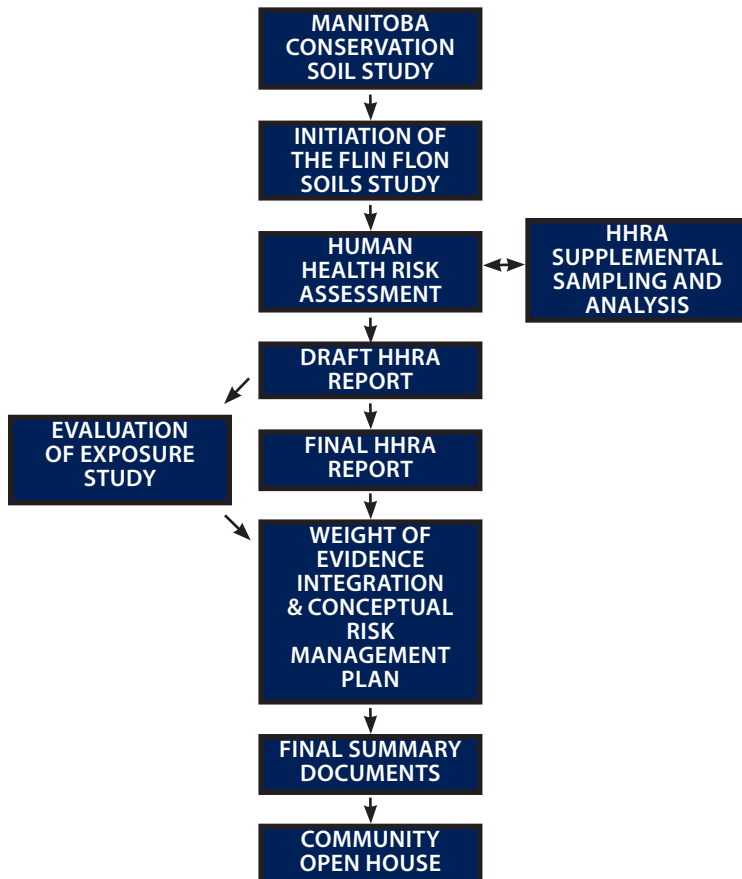 MANITOBA
CONSERVATION
SOIL STUDY
INITIATION OF
THE FLIN FLON
SOILS STUDY
HUMAN
HEALTH RISK
ASSESSMENT
HHRA
SUPPLEMENTAL
SAMPLING AND
ANALYSIS
DRAFT HHRA
REPORT
EVALUATION
OF EXPOSURE
STUDY
FINAL HHRA
REPORT
WEIGHT OF
EVIDENCE
INTEGRATION
& CONCEPTUAL
RISK
MANAGEMENT
PLAN
FINAL SUMMARY
DOCUMENTS
COMMUNITY
OPEN HOUSE